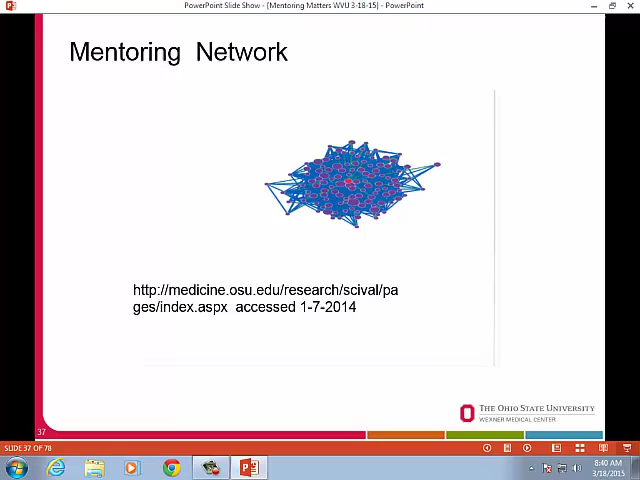 PowerPoint Slide Show - [Mentoring Matters WVU 3-18-15] - PowerPoint
Mentoring Network
http://medicine.osu.edu/research/scival/pa
ges/index.aspx accessed 1-7-2014
THE OHIO STATE UNIVERSITY
WEXNER MEDICAL CENTER
37
SLIDE 37 OF 78
8:40 AM
3/18/2015